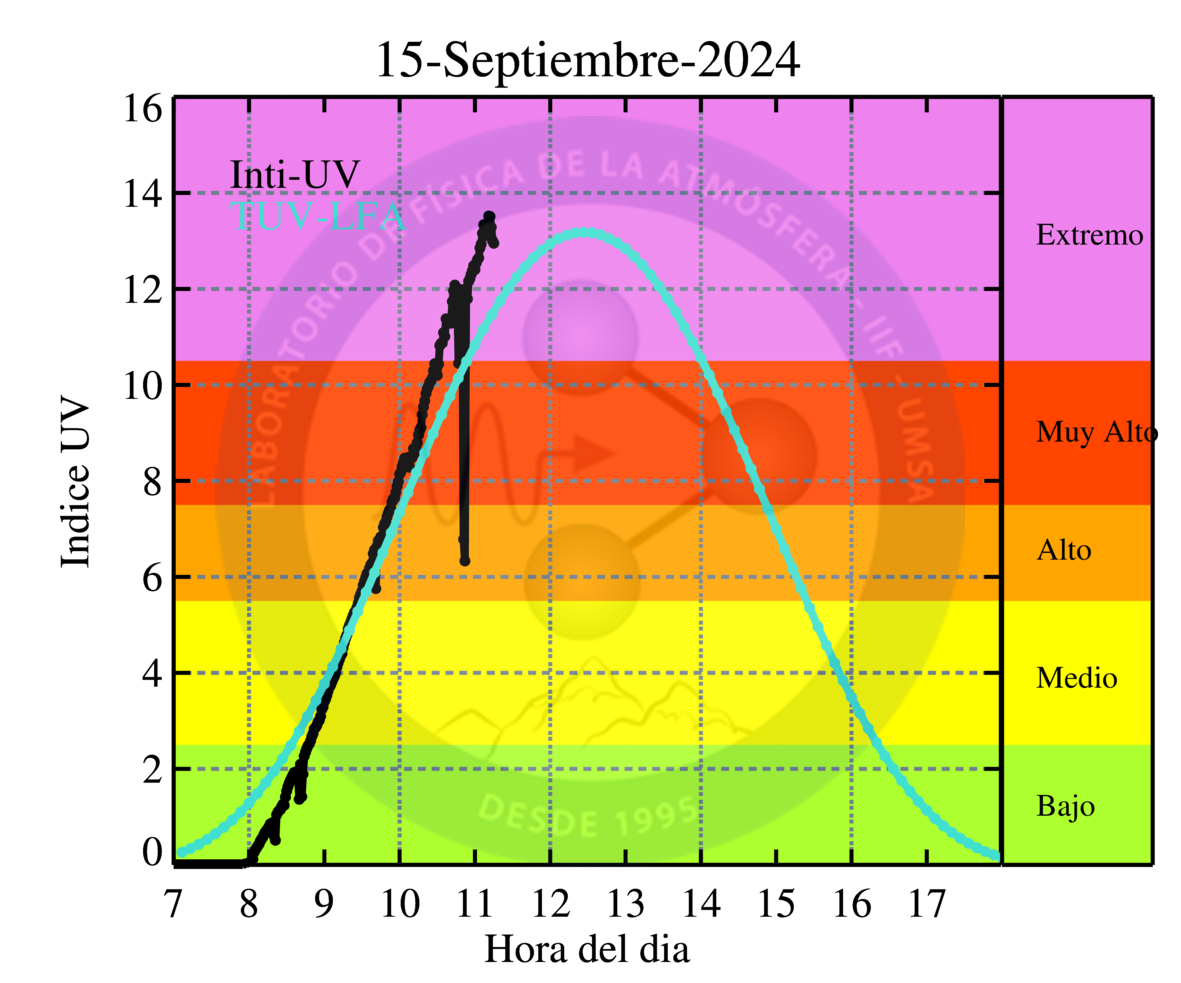 15-Septiembre-2024
16
14
12
10
8
6
4
2
0
Indice UV
Inti-UV
TUV-LFA
LABORATORIO DE FÍSICA DE LA ATMÓSFERA - IIF - UMSA
DESDE 1995
Extremo
Muy Alto
Alto
Medio
Bajo
7 8 9 10 11 12 13 14 15 16 17
Hora del dia